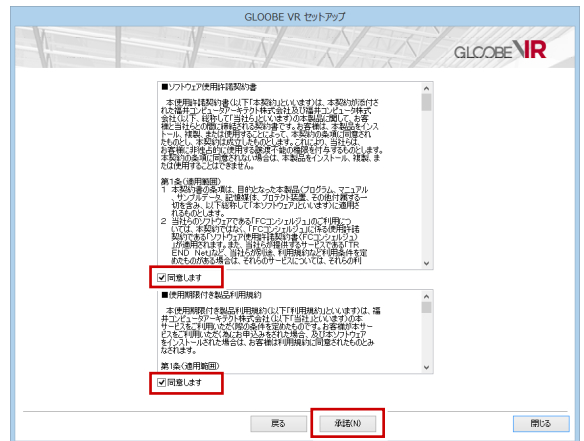 GLOOBE VR セットアップ
GLOOBE VR
■ソフトウェア使用許諾契約書
本使用許諾契約書(以下「本契約」といいます)は、本契約が添付さ
れた福井コンピュータアーキテクト株式会社及び福井コンピュータ株式
会社(以下、総称して「当社ら」といいます)の本製品に関して、お客
様と当社らとの間に締結される契約書です。お客様は、本製品をインス
トール、複製、または使用することによって、本契約の条項に同意され
たものとし、本契約は成立したものとします。これにより、当社らは、
お客様に非独占的に使用する譲渡不能の権限を付与するものとします。
本契約の条項に同意されない場合は、本製品をインストール、複製、ま
たは使用することはできません。
第1条(適用範囲)
1 本契約書の条項は、目的となった本製品(プログラム、マニュアル
、サンプルデータ、記憶媒体、プロテクト装置、その他付属する一
切を含み、以下総称して「本ソフトウェア」といいます)に適用さ
れるものとします。
2 当社らのソフトウェアである「FCコンシェルジュ」のご利用につ
いては、本契約ではなく、「FCコンシェルジュ」に係る使用許諾
契約である「ソフトウェア使用許諾契約書(FCコンシェルジュ)
」が適用されます。また、当社らが提供するサービスである「TR
END Net」など、当社らが別途、利用規約など利用条件を定
めたものがある場合は、それらのサービスについては、それらの利
同意します
■使用期限付き製品利用規約
本使用期限付き製品利用規約(以下「利用規約」といいます)は、福
井コンピュータアーキテクト株式会社(以下「当社」といいます)の本
サービスをご利用いただく際の条件を定めたものです。お客様が本サー
ビスをご利用いただく為にお申込みをされた場合、及び本ソフトウェア
をインストールされた場合は、お客様は利用規約に同意されたものとみ
なされます。
第1条(適用範囲)
同意します
戻る
承諾(N)
閉じる